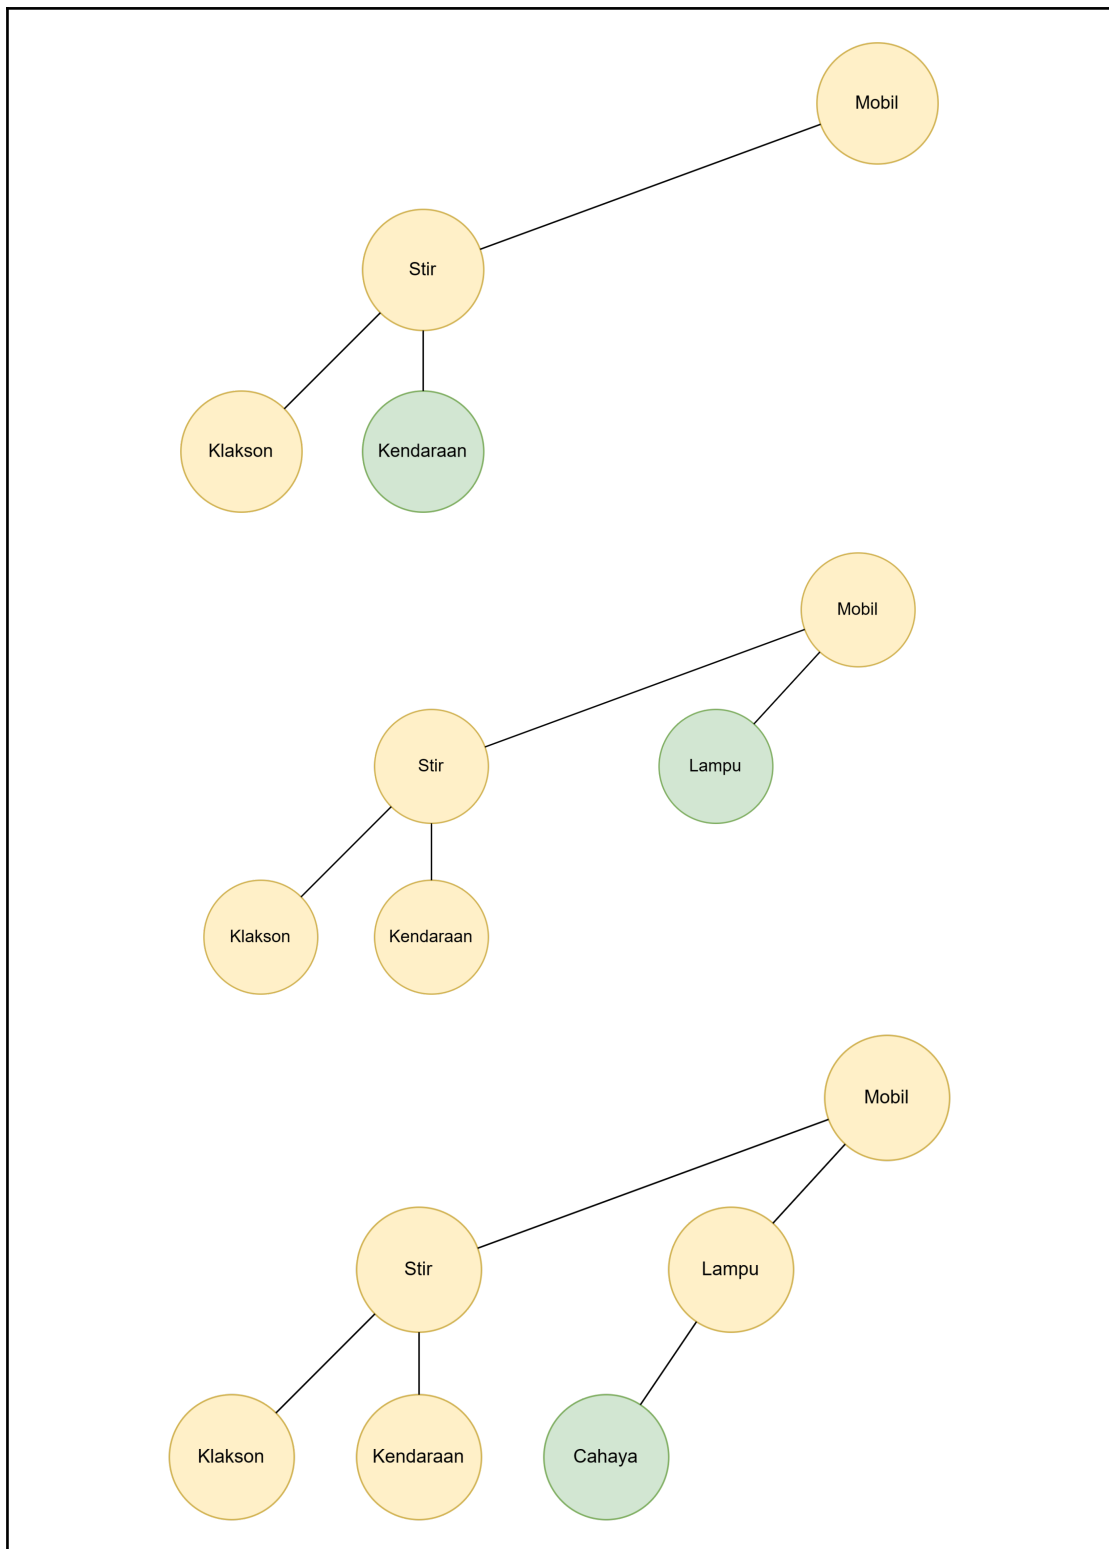 Mobil
Stir
Klakson
Kendaraan
Mobil
Stir
Lampu
Klakson
Kendaraan
Mobil
Stir
Lampu
Klakson
Kendaraan
Cahaya